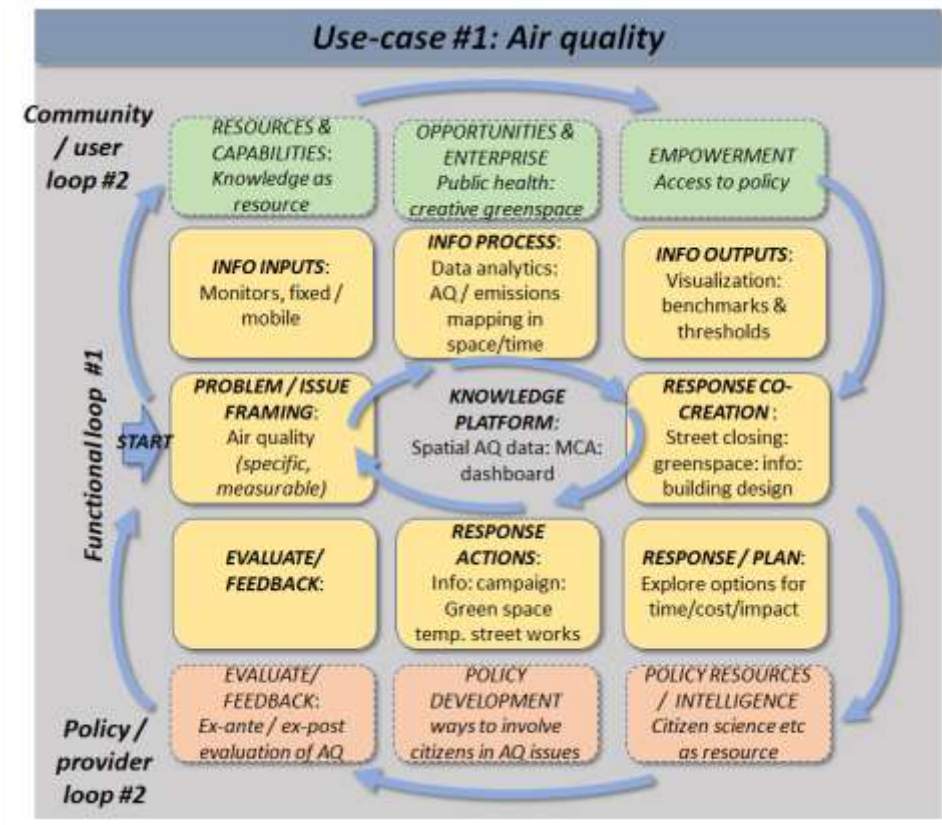 Use-case #1: Air quality
Community
/ user
loop #2
RESOURCES &
CAPABILITIES:
Knowledge as
resource
OPPORTUNITIES &
ENTERPRISE
Public health:
creative greenspace
EMPOWERMENT
Access to policy
INFO INPUTS:
Monitors, fixed /
mobile
INFO PROCESS:
Data analytics:
AQ / emissions
mapping in
space/time
INFO OUTPUTS:
Visualization:
benchmarks &
thresholds
Functional loop #1
START
PROBLEM / ISSUE
FRAMING:
Air quality
(specific,
measurable)
KNOWLEDGE
PLATFORM:
Spatial AQ data: MCA:
dashboard
RESPONSE CO-
CREATION :
Street closing:
greenspace: info:
building design
EVALUATE/
FEEDBACK:
RESPONSE
ACTIONS:
Info: campaign:
Green space
temp. street works
RESPONSE / PLAN:
Explore options for
time/cost/impact
Policy /
provider
loop #2
EVALUATE/
FEEDBACK:
Ex-ante / ex-post
evaluation of AQ
POLICY
DEVELOPMENT
ways to involve
citizens in AQ issues
POLICY RESOURCES
/ INTELLIGENCE
Citizen science etc
as resource